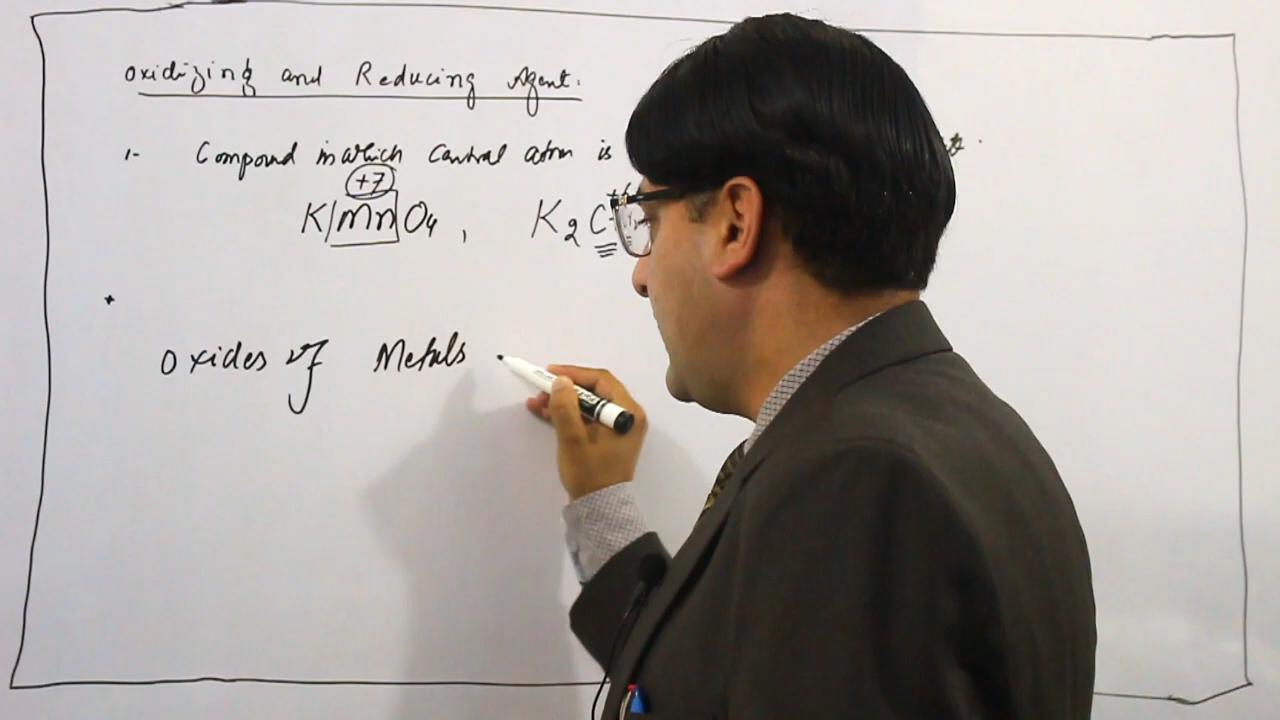 Oxidizing and Reducing Agent.
1- Compound in which Central atom is
+7
KMnO4, K2C
Oxides of Metals